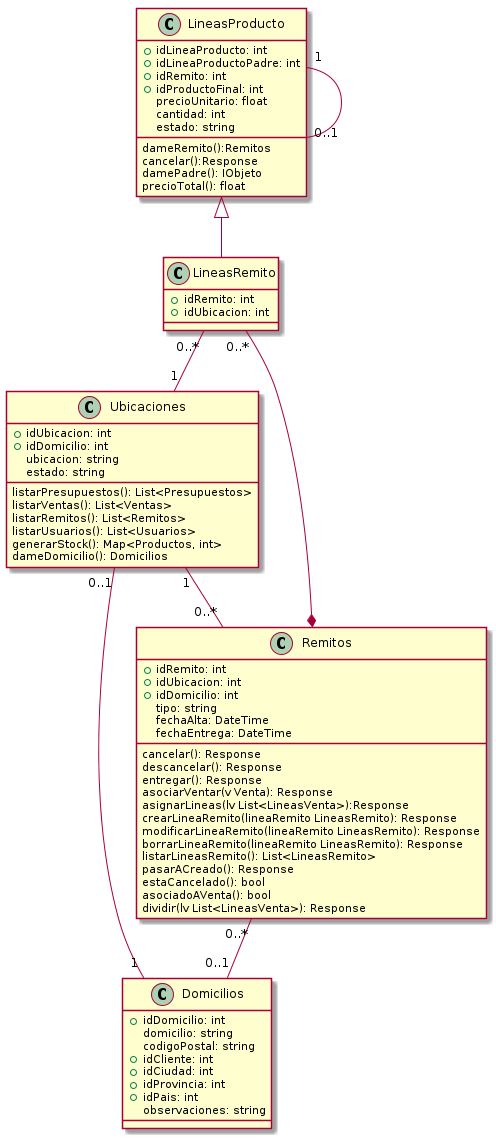 C LineasProducto
idLineaProducto: int
idLineaProductoPadre: int
idRemito: int
idProductoFinal: int
precioUnitario: float
cantidad: int
estado: string
dameRemito():Remitos
cancelar():Response
damePadre(): IObjeto
precioTotal(): float
1
0..1
C LineasRemito
idRemito: int
idUbicacion: int
0..* 0..*
1
C Ubicaciones
idUbicacion: int
idDomicilio: int
ubicacion: string
estado: string
listarPresupuestos(): List<Presupuestos>
listarVentas(): List<Ventas>
listarRemitos(): List<Remitos>
listarUsuarios(): List<Usuarios>
generarStock(): Map<Productos, int>
dameDomicilio(): Domicilios
0..1 1
0..*
C Remitos
idRemito: int
idUbicacion: int
idDomicilio: int
tipo: string
fechaAlta: DateTime
fechaEntrega: DateTime
cancelar(): Response
descancelar(): Response
entregar(): Response
asociarVentar(v Venta): Response
asignarLineas(lv List<LineasVenta>):Response
crearLineaRemito(lineaRemito LineasRemito): Response
modificarLineaRemito(lineaRemito LineasRemito): Response
borrarLineaRemito(lineaRemito LineasRemito): Response
listarLineasRemito(): List<LineasRemito>
pasarACreado(): Response
estaCancelado(): bool
asociadoAVenta(): bool
dividir(lv List<LineasVenta>): Response
0..*
1 0..1
C Domicilios
idDomicilio: int
domicilio: string
codigoPostal: string
idCliente: int
idCiudad: int
idProvincia: int
idPais: int
observaciones: string